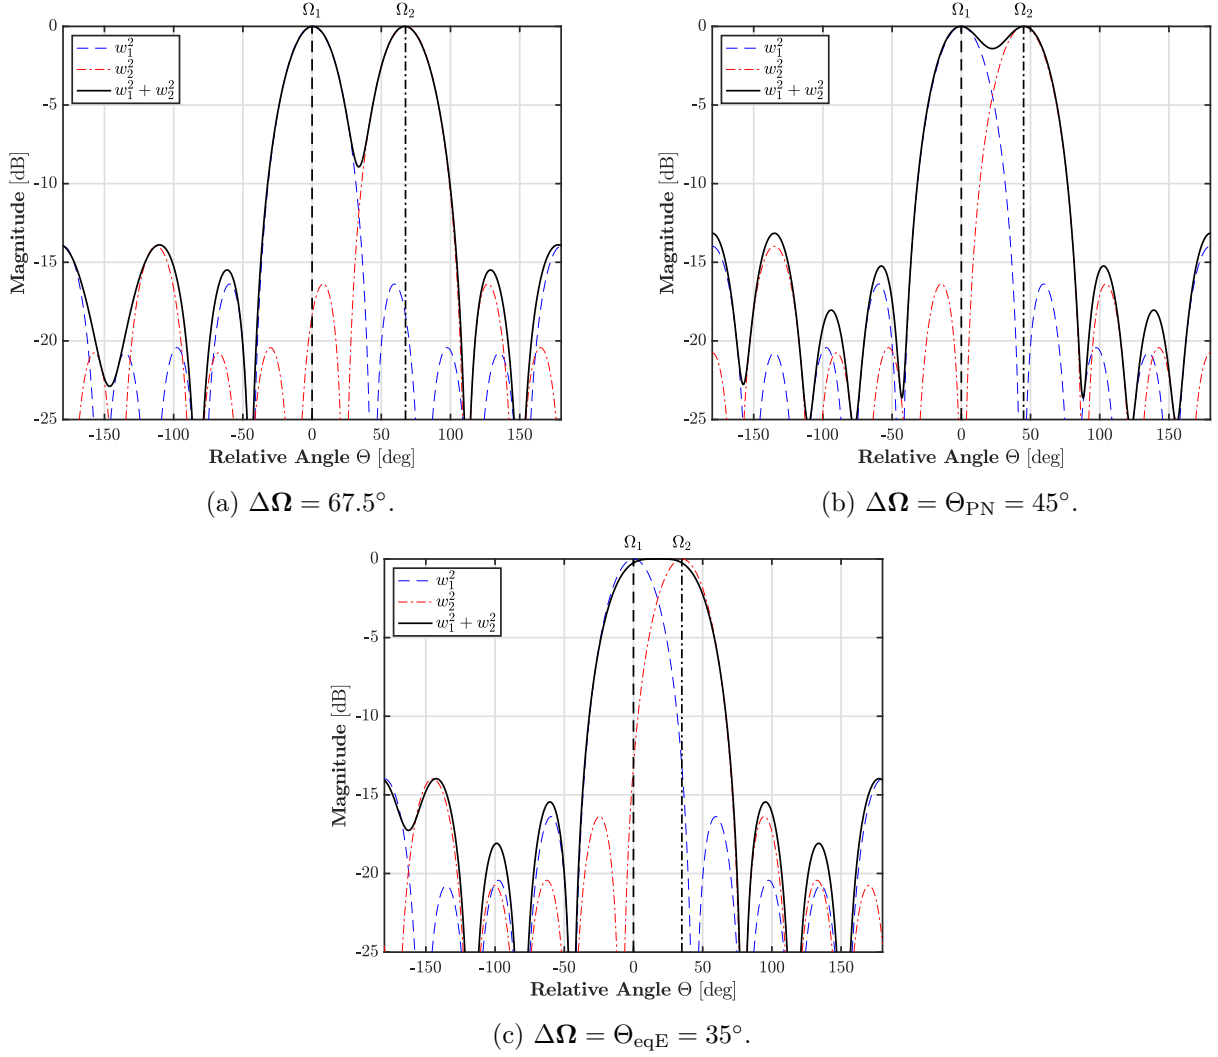 Ω₁ Ω₂
0
-5
-10
-15
-20
-25
Magnitude [dB]
w₁²
w₂²
w₁² + w₂²
-150 -100 -50 0 50 100 150
Relative Angle Θ [deg]
(a) ΔΩ = 67.5°.
Ω₁ Ω₂
0
-5
-10
-15
-20
-25
Magnitude [dB]
w₁²
w₂²
w₁² + w₂²
-150 -100 -50 0 50 100 150
Relative Angle Θ [deg]
(b) ΔΩ = Θ_PN = 45°.
Ω₁ Ω₂
0
-5
-10
-15
-20
-25
Magnitude [dB]
w₁²
w₂²
w₁² + w₂²
-150 -100 -50 0 50 100 150
Relative Angle Θ [deg]
(c) ΔΩ = Θ_eqE = 35°.